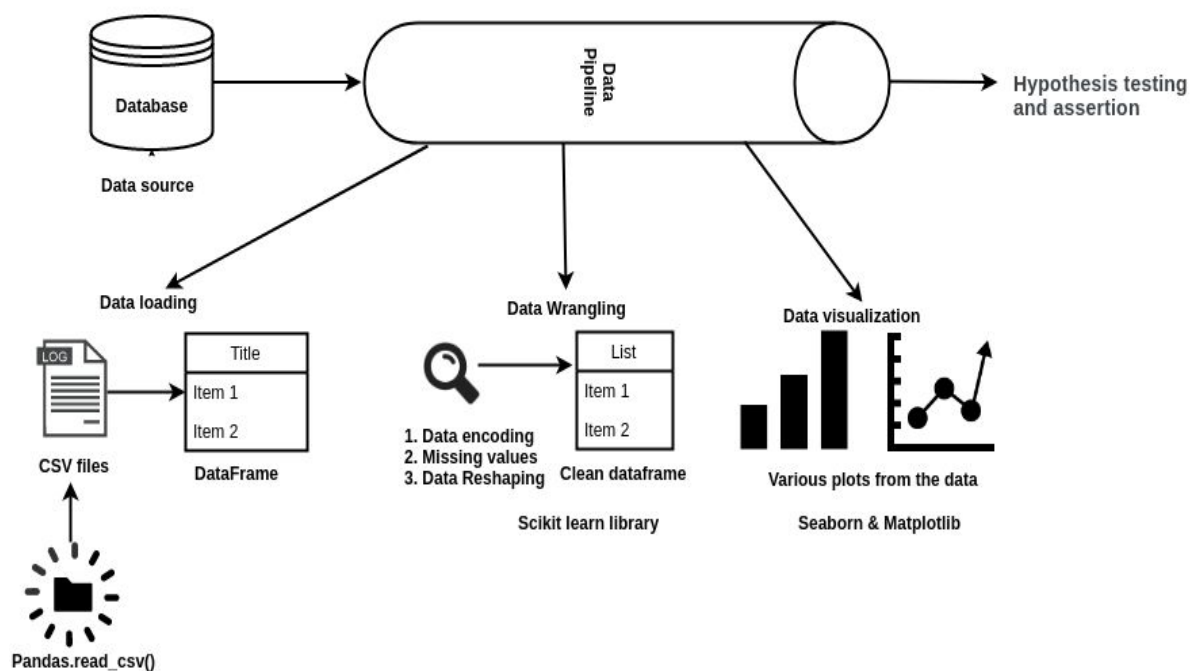 Database
Data
Pipeline
Hypothesis testing
and assertion
Data source
Data loading
LOG
Title
Item 1
Item 2
CSV files
DataFrame
Pandas.read_csv()
Data Wrangling
List
Item 1
Item 2
1. Data encoding
2. Missing values
3. Data Reshaping
Clean dataframe
Scikit learn library
Data visualization
Various plots from the data
Seaborn & Matplotlib